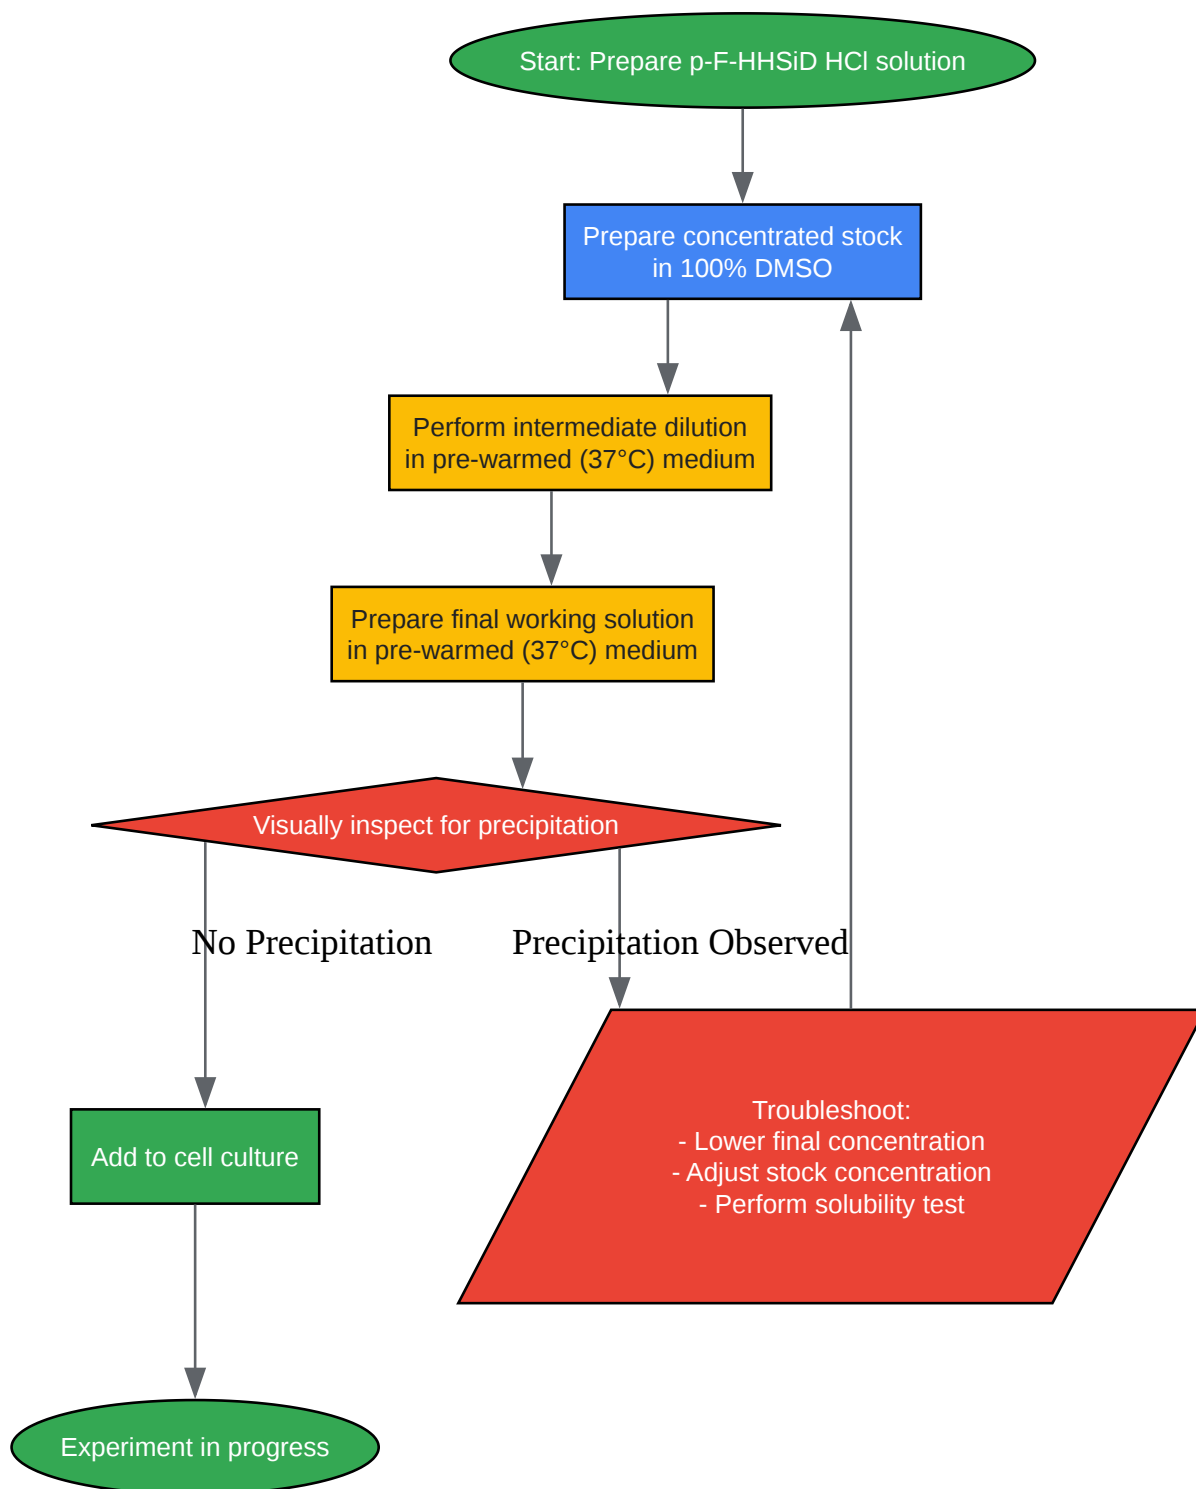 Start: Prepare p-F-HHSiD HCl solution
Prepare concentrated stock
in 100% DMSO
Perform intermediate dilution
in pre-warmed (37°C) medium
Prepare final working solution
in pre-warmed (37°C) medium
Visually inspect for precipitation
No Precipitation
Precipitation Observed
Troubleshoot:
- Lower final concentration
- Adjust stock concentration
- Perform solubility test
Add to cell culture
Experiment in progress